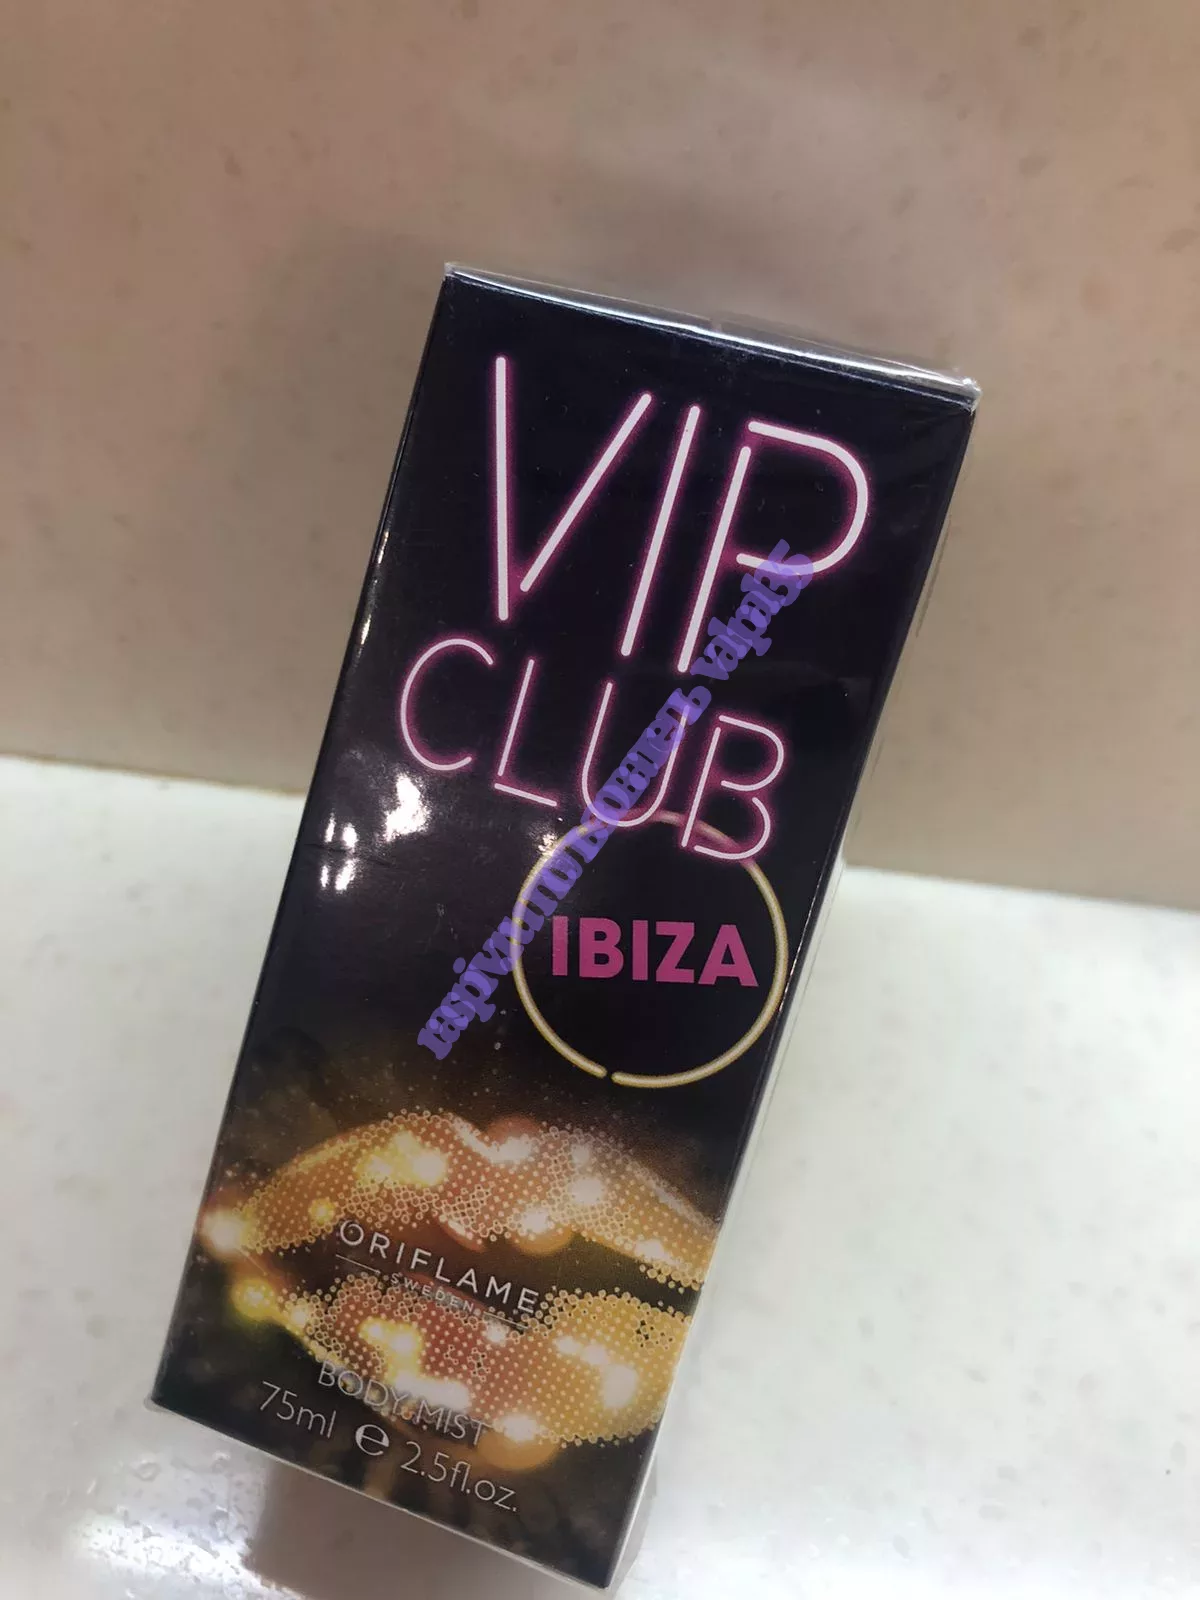 VIP
CLUB
IBIZA
ORIFLAME
SWEDEN
BODY MIST
75ml e 2.5fl.oz.